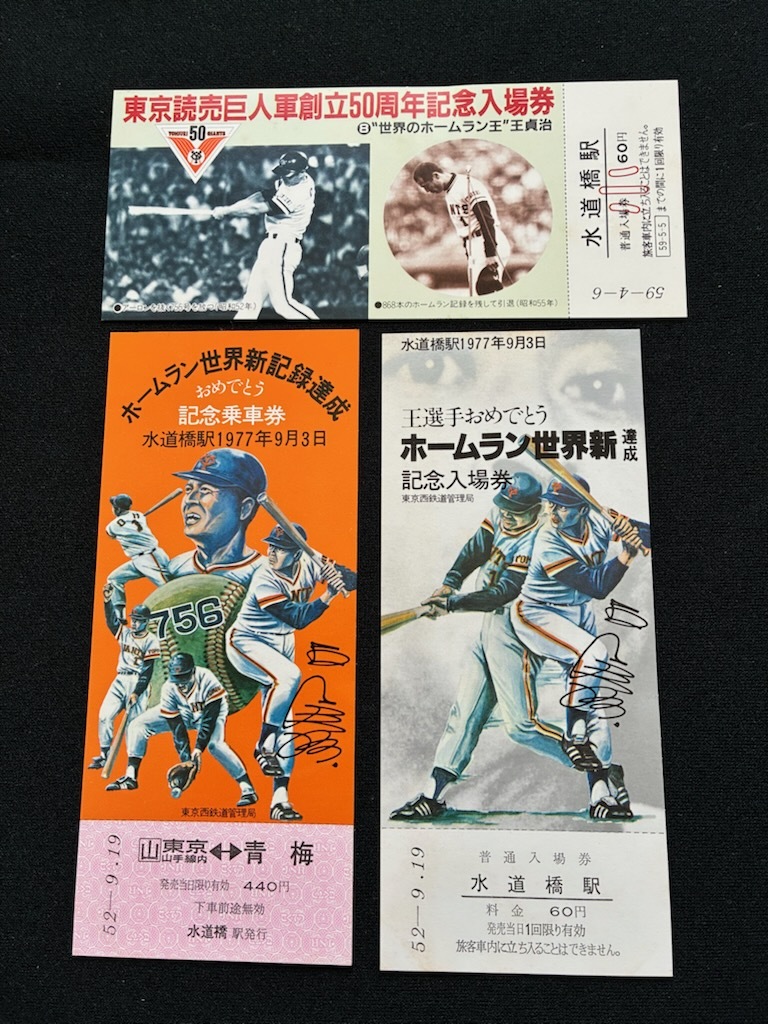 東京読売巨人軍創立50周年記念入場券
⑧"世界のホームラン王"王貞治
YOMIURI 50 GIANTS
●868本のホームラン記録を残して引退(昭和55年)
水道橋駅
普通入場券 60円
旅客車内に立ち入ることはできません。
59-5-5 までの間に1回限り有効
59-4-6
ホームラン世界新記録達成
おめでとう
記念乗車券
水道橋駅1977年9月3日
756
東京西鉄道管理局
52-9.19
山 東京山手線内 ↔ 青梅
発売当日限り有効 440円
下車前途無効
水道橋 駅発行
水道橋駅1977年9月3日
王選手おめでとう
ホームラン世界新達成
記念入場券
東京西鉄道管理局
52-9.19
普通入場券
水道橋駅
料金 60円
発売当日1回限り有効
旅客車内に立ち入ることはできません。